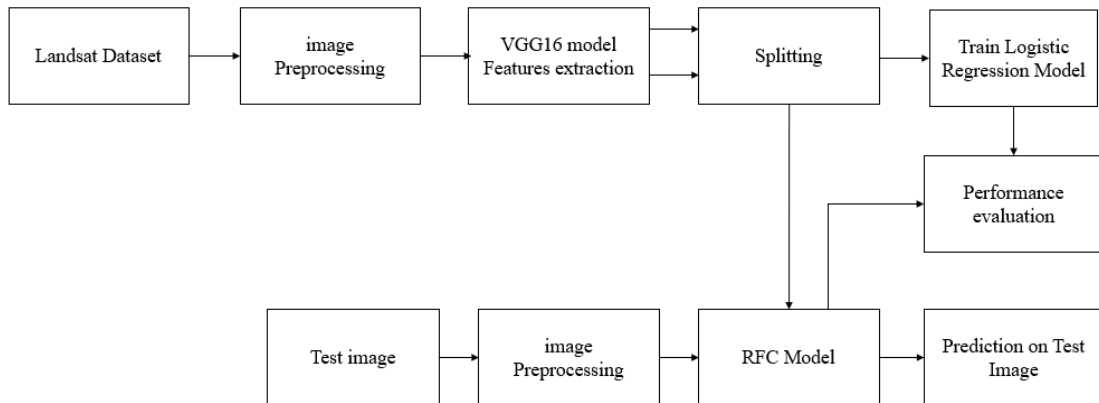 Landsat Dataset
image
Preprocessing
VGG16 model
Features extraction
Splitting
Train Logistic
Regression Model
Performance
evaluation
Test image
image
Preprocessing
RFC Model
Prediction on Test
Image